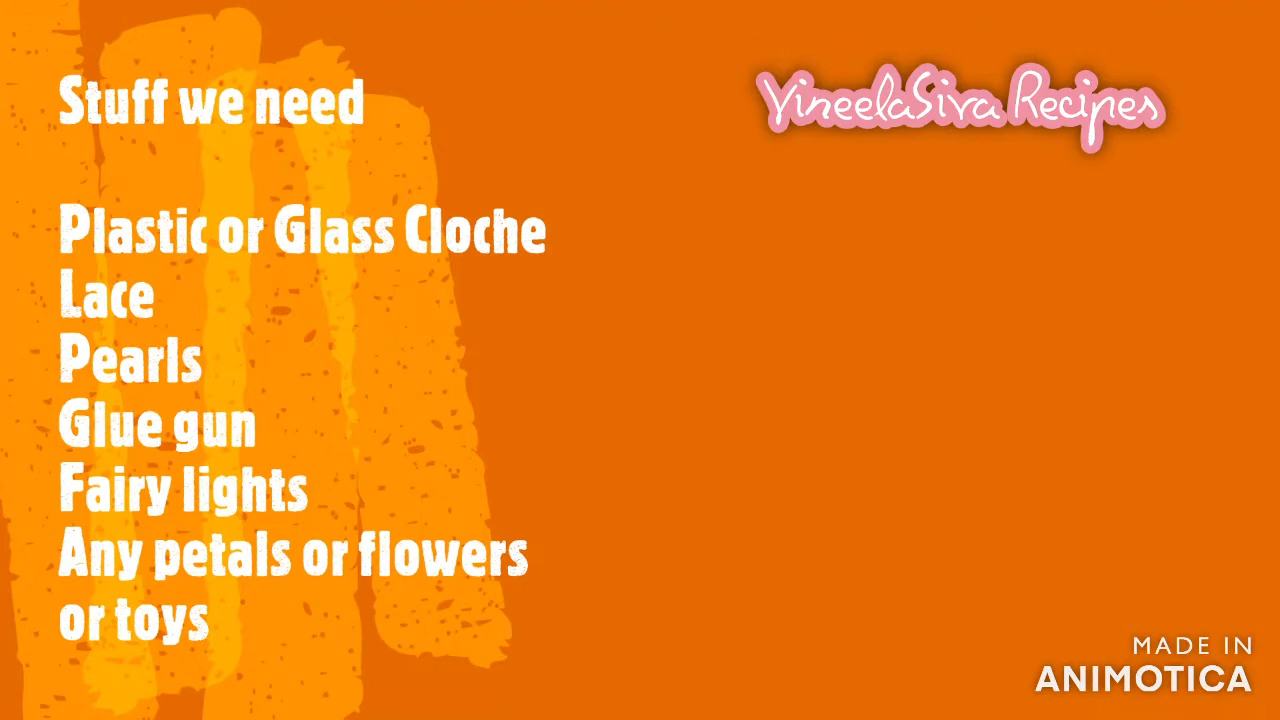 Stuff we need
VineelaSiva Recipes
Plastic or Glass Cloche
Lace
Pearls
Glue gun
Fairy lights
Any petals or flowers
or toys
MADE IN
ANIMOTICA